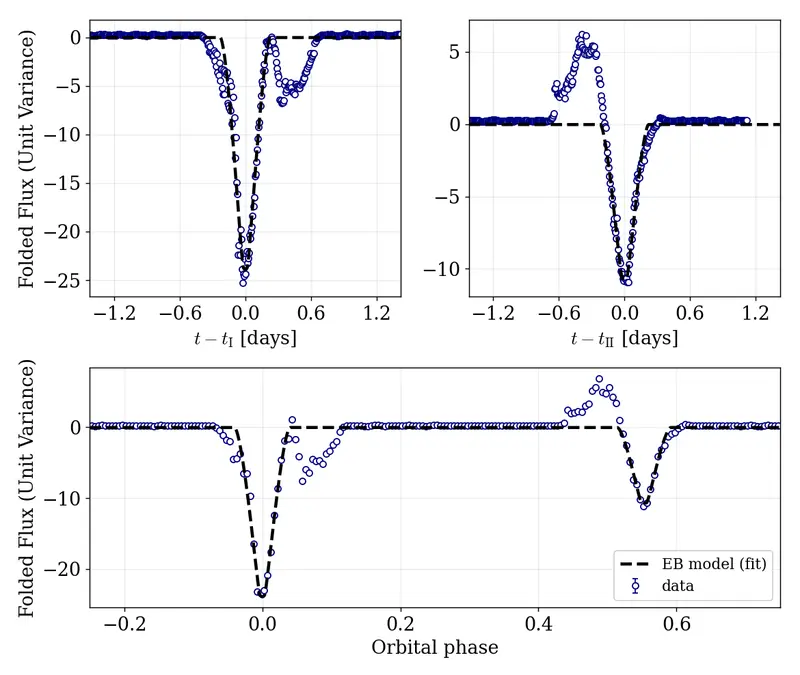 Folded Flux (Unit Variance)
0
−5
−10
−15
−20
−25
−1.2 −0.6 0.0 0.6 1.2
t − t_I [days]
5
0
−5
−10
−1.2 −0.6 0.0 0.6 1.2
t − t_II [days]
Folded Flux (Unit Variance)
0
−10
−20
−0.2 0.0 0.2 0.4 0.6
Orbital phase
EB model (fit)
data